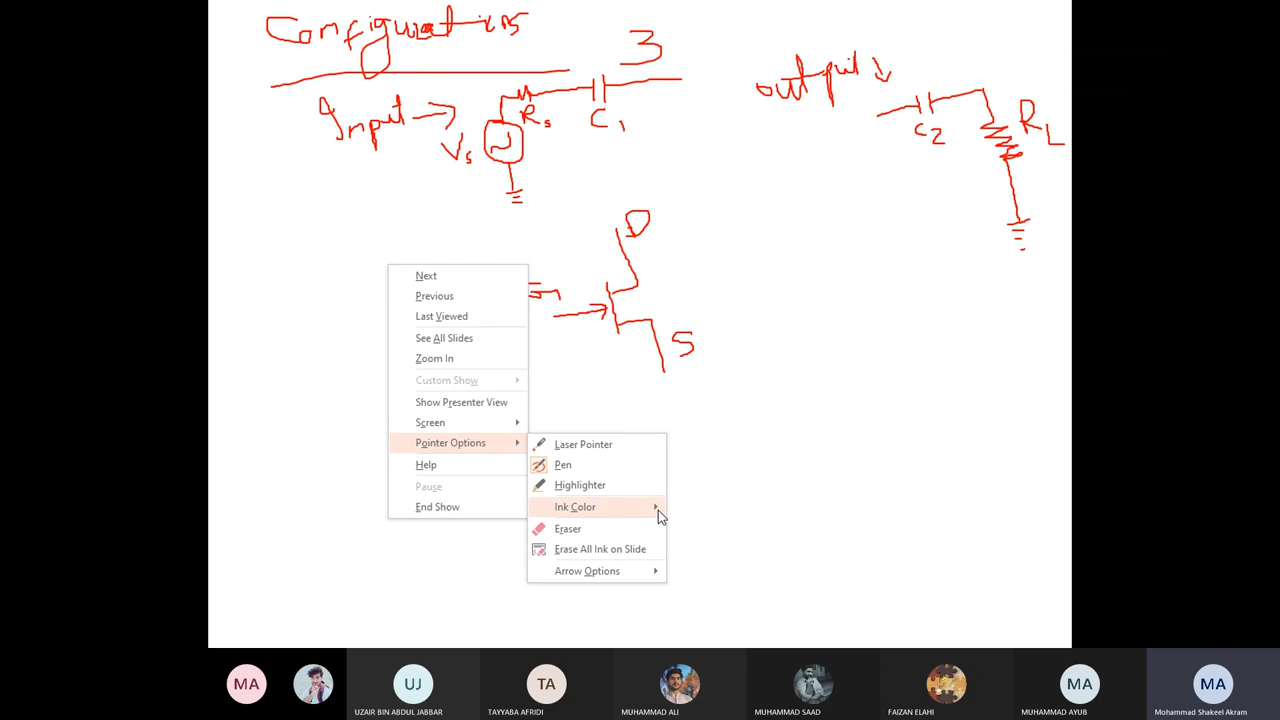 Configurations
3
Input →
Vs
Rs
C1
output ↓
C2
RL
D
S
Next
Previous
Last Viewed
See All Slides
Zoom In
Custom Show
Show Presenter View
Screen
Pointer Options
Help
Pause
End Show
Laser Pointer
Pen
Highlighter
Ink Color
Eraser
Erase All Ink on Slide
Arrow Options
MA
UJ
UZAIR BIN ABDUL JABBAR
TA
TAYYABA AFRIDI
MUHAMMAD ALI
MUHAMMAD SAAD
FAIZAN ELAHI
MA
MUHAMMAD AYUB
MA
Mohammad Shakeel Akram